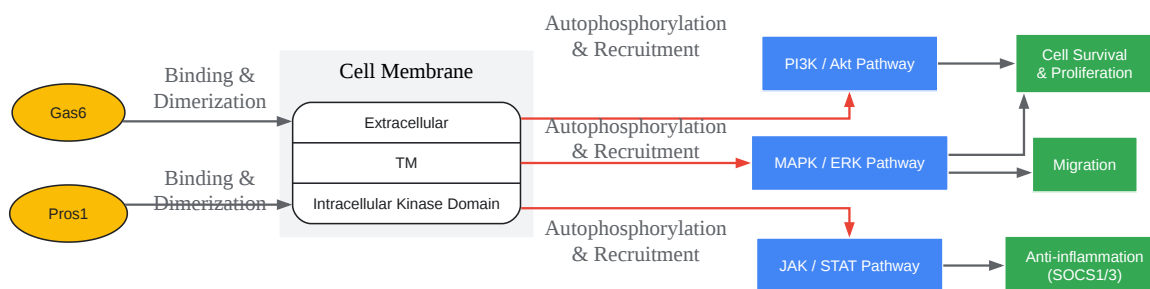 Gas6
Pros1
Binding &
Dimerization
Binding &
Dimerization
Cell Membrane
Extracellular
TM
Intracellular Kinase Domain
Autophosphorylation
& Recruitment
Autophosphorylation
& Recruitment
Autophosphorylation
& Recruitment
PI3K / Akt Pathway
MAPK / ERK Pathway
JAK / STAT Pathway
Cell Survival
& Proliferation
Migration
Anti-inflammation
(SOCS1/3)